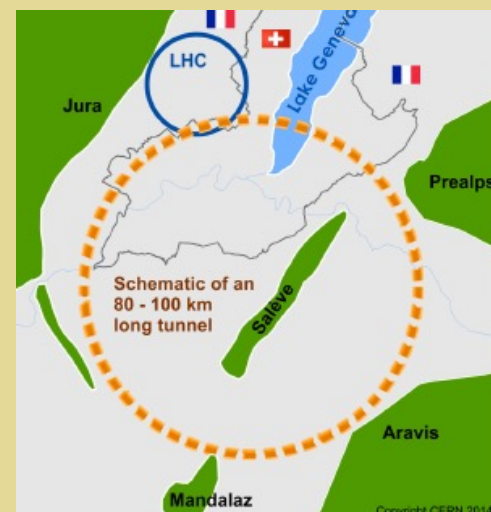 LHC
Lake Geneva
Jura
Prealps
Schematic of an
80 - 100 km
long tunnel
Salève
Aravis
Mandalaz
Copyright CERN 2014